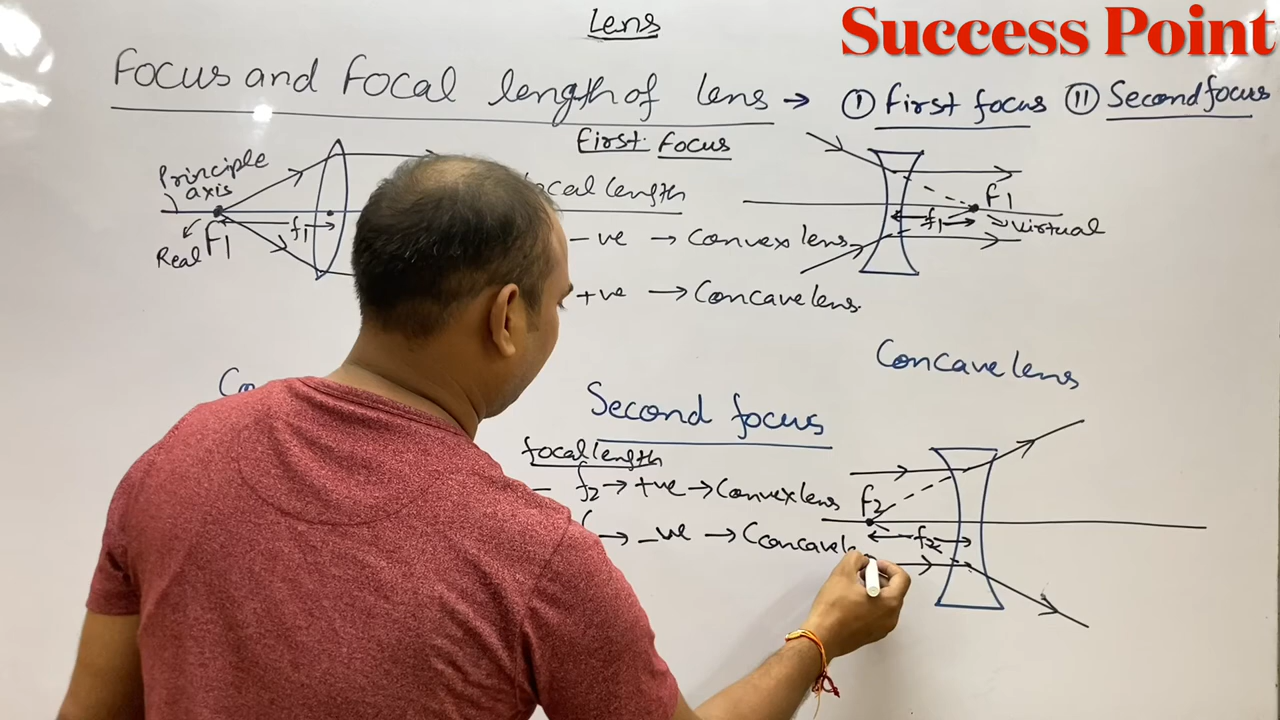 Lens
Success Point
Focus and Focal length of lens → (I) First focus (II) Second focus
First Focus
Principle
axis
focal length
F1
f1
-ve → Convex lens
Real F1
f1
virtual
+ve → Concave lens
Concave lens
Second focus
focal length
f2 → +ve → Convex lens
F2
→ -ve → Cconcave
f2